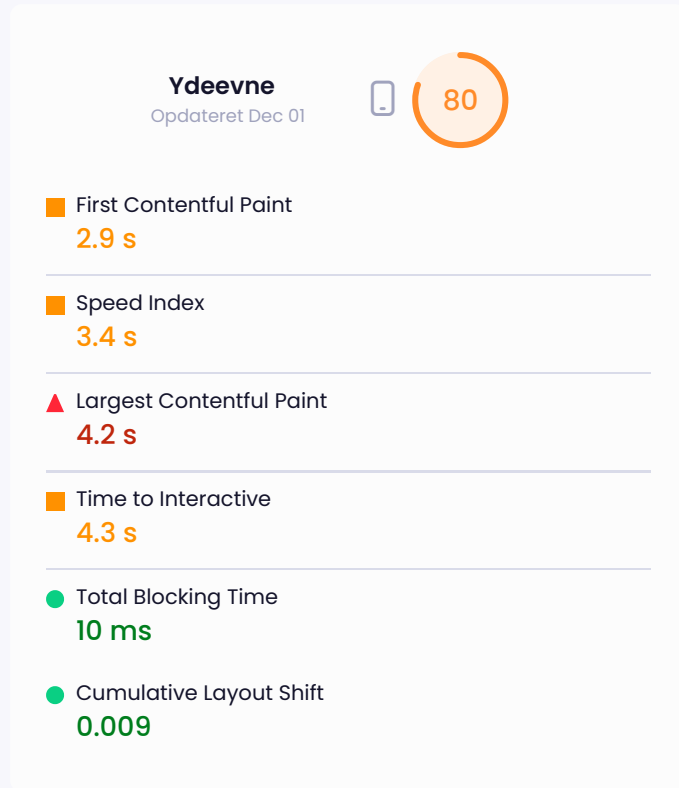 Ydeevne
Opdateret Dec 01
80
First Contentful Paint
2.9 s
Speed Index
3.4 s
Largest Contentful Paint
4.2 s
Time to Interactive
4.3 s
Total Blocking Time
10 ms
Cumulative Layout Shift
0.009